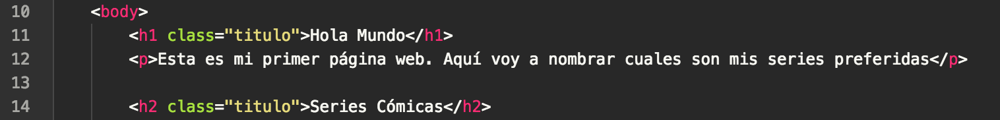 10 <body>
11 <h1 class="titulo">Hola Mundo</h1>
12 <p>Esta es mi primer página web. Aquí voy a nombrar cuales son mis series preferidas</p>
13
14 <h2 class="titulo">Series Cómicas</h2>